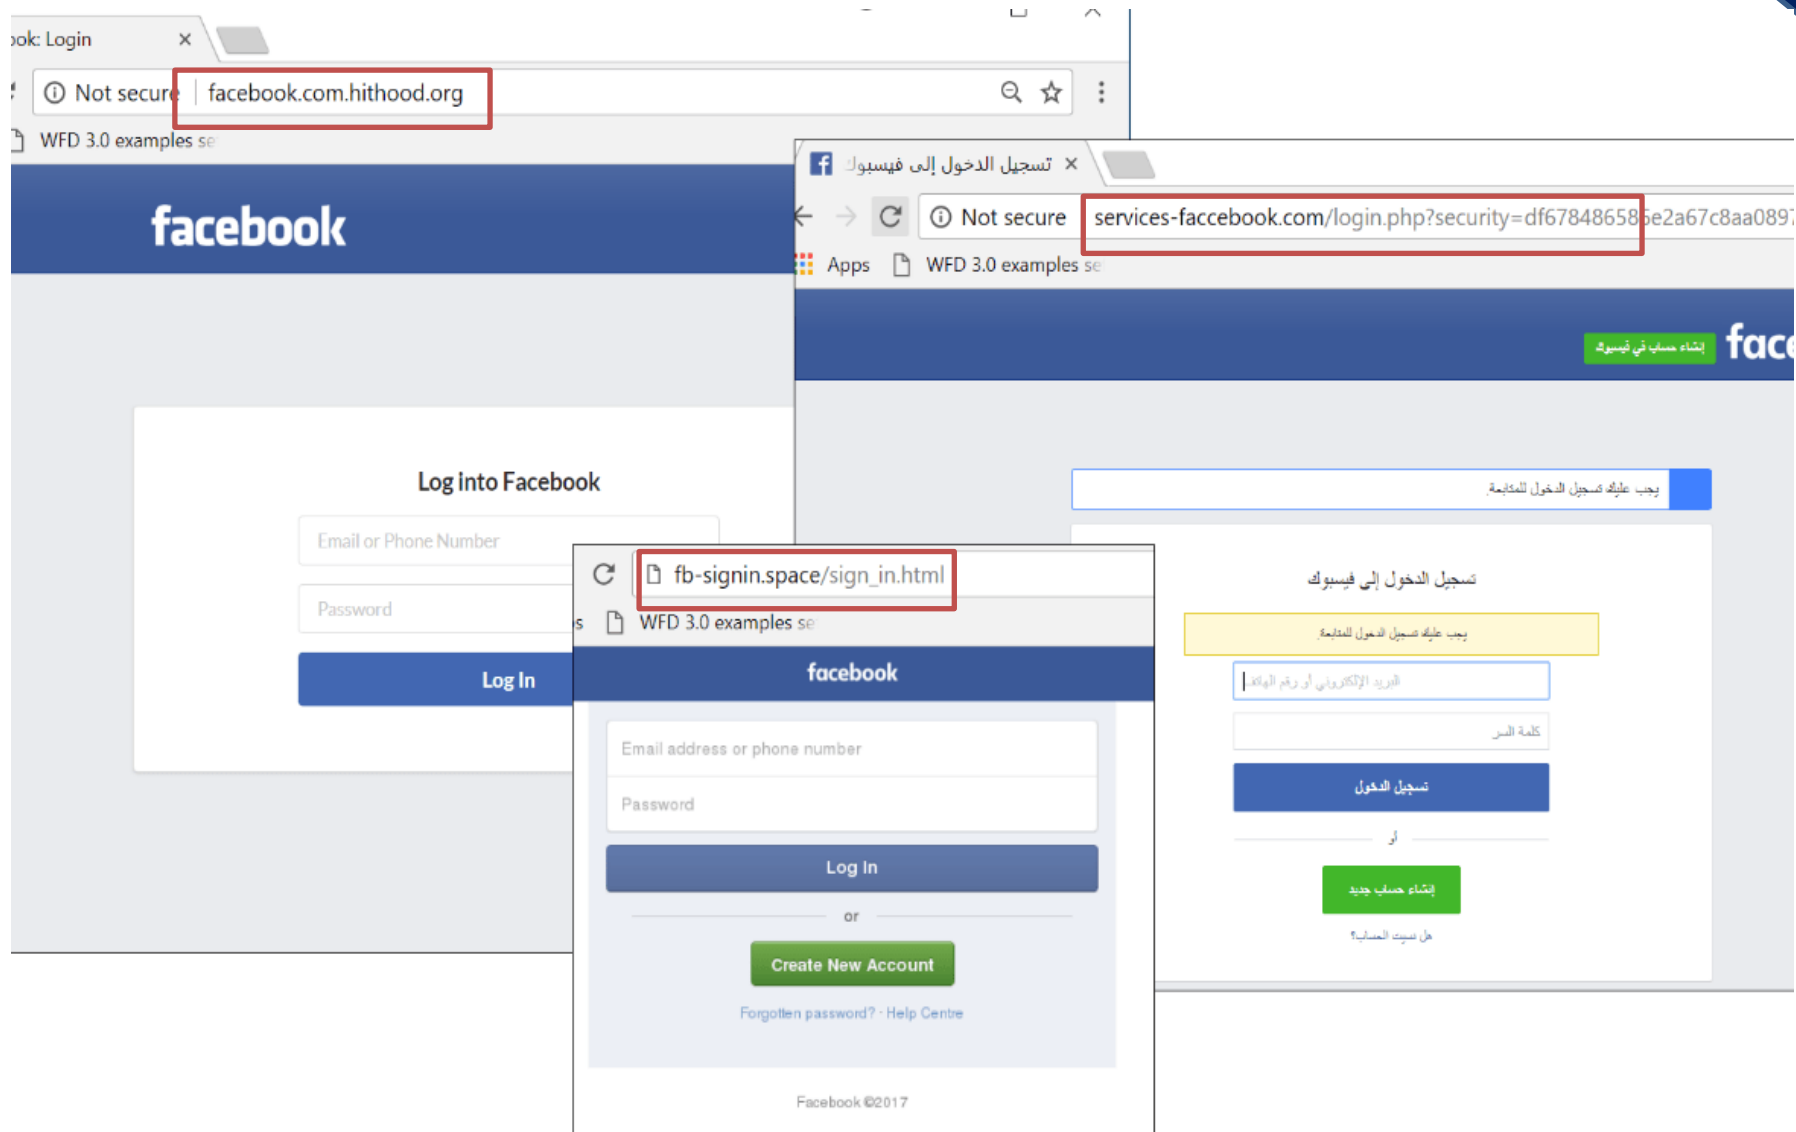 ook: Login
Not secure
facebook.com.hithood.org
WFD 3.0 examples se
facebook
Log into Facebook
Email or Phone Number
Password
Log In
تسجيل الدخول إلى فيسبوك
Not secure
services-faccebook.com/login.php?security=df678486586e2a67c8aa0897
Apps
WFD 3.0 examples se
إنشاء حساب في فيسبوك
face
يجب عليك تسجيل الدخول للمتابعة.
تسجيل الدخول إلى فيسبوك
يجب عليك تسجيل الدخول للمتابعة.
البريد الإلكتروني أو رقم الهاتف
كلمة السر
تسجيل الدخول
أو
إنشاء حساب جديد
هل نسيت الحساب؟
fb-signin.space/sign_in.html
s
WFD 3.0 examples se
facebook
Email address or phone number
Password
Log In
or
Create New Account
Forgotten password? · Help Centre
Facebook ©2017